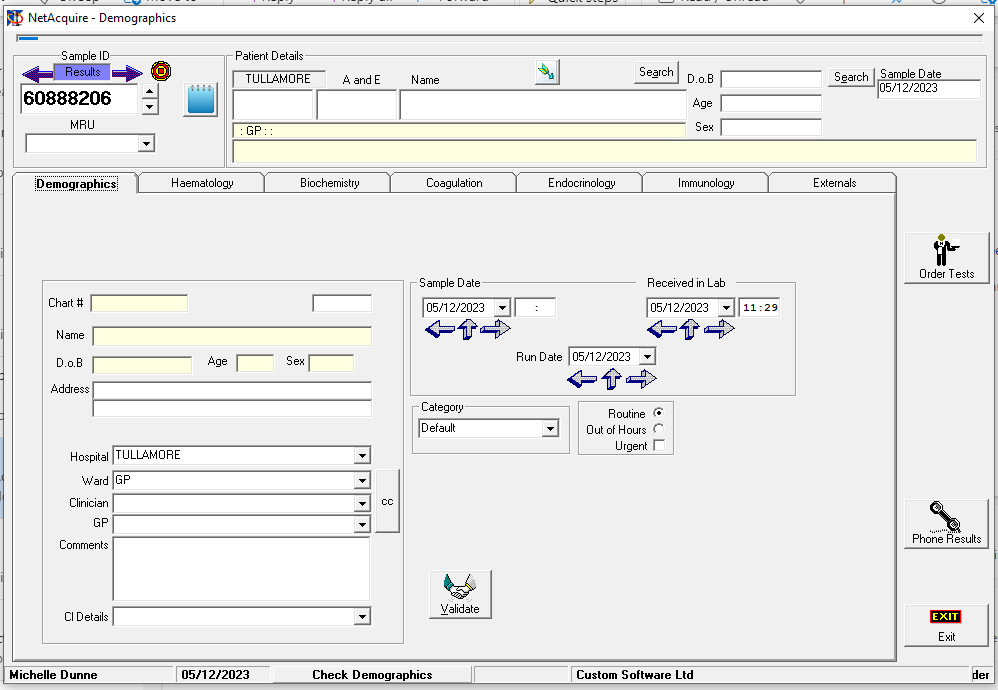 NetAcquire - Demographics
Sample ID
Results
60888206
MRU
Patient Details
TULLAMORE
A and E
Name
Search
D.o.B
Search
Sample Date
05/12/2023
Age
Sex
: GP : :
Demographics
Haematology
Biochemistry
Coagulation
Endocrinology
Immunology
Externals
Chart #
Name
D.o.B
Age
Sex
Address
Hospital TULLAMORE
Ward GP
Clinician
GP
cc
Comments
CI Details
Sample Date
05/12/2023
:
Received in Lab
05/12/2023
11:29
Run Date 05/12/2023
Category
Default
Routine
Out of Hours
Urgent
Validate
Order Tests
Phone Results
EXIT
Exit
Michelle Dunne
05/12/2023
Check Demographics
Custom Software Ltd
der